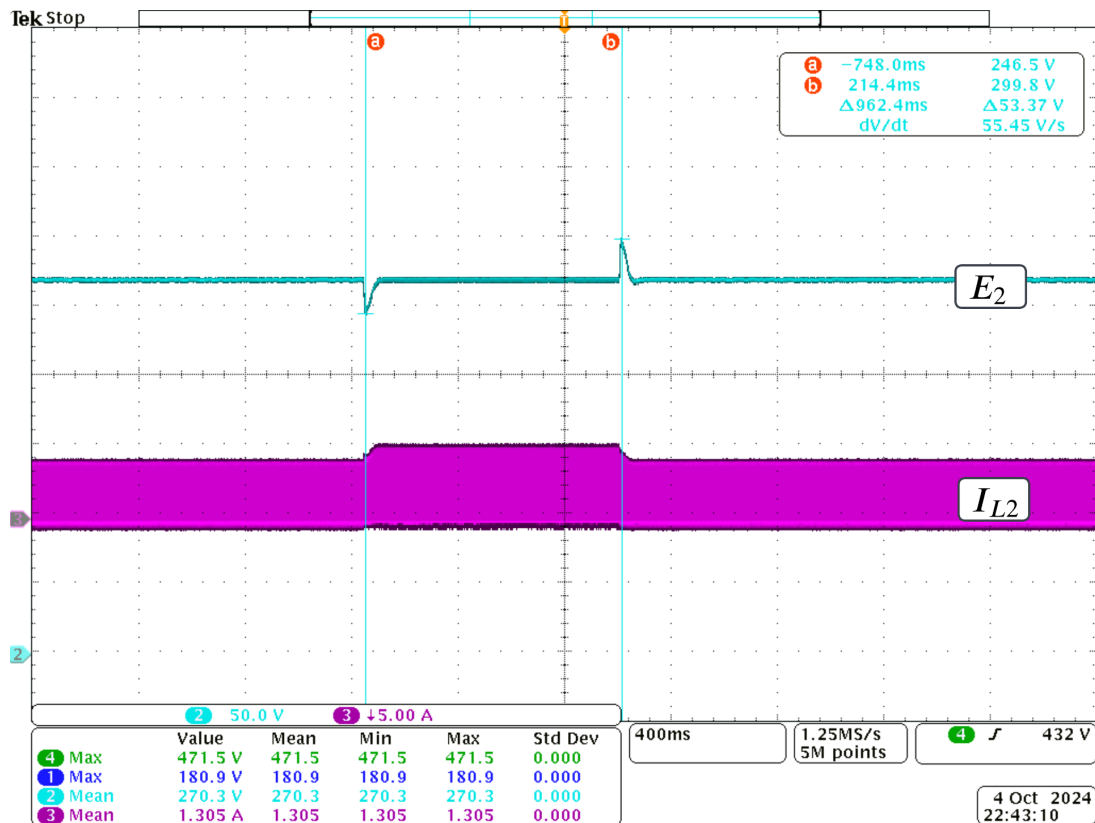 Tek Stop
T
a
b
a −748.0ms 246.5 V
b 214.4ms 299.8 V
Δ962.4ms Δ53.37 V
dV/dt 55.45 V/s
E2
3
IL2
2
2 50.0 V 3 ↓5.00 A
Value Mean Min Max Std Dev
4 Max 471.5 V 471.5 471.5 471.5 0.000
1 Max 180.9 V 180.9 180.9 180.9 0.000
2 Mean 270.3 V 270.3 270.3 270.3 0.000
3 Mean 1.305 A 1.305 1.305 1.305 0.000
400ms
1.25MS/s
5M points
4 432 V
4 Oct 2024
22:43:10